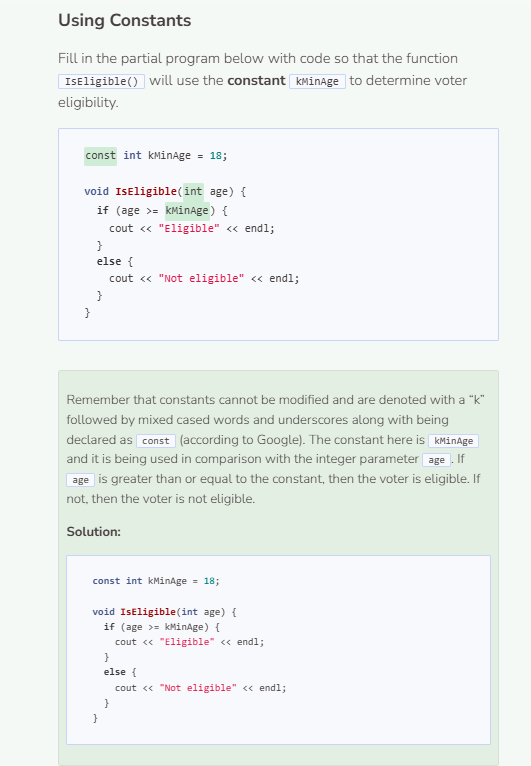 Using Constants
Fill in the partial program below with code so that the function
IsEligible() will use the constant kMinAge to determine voter
eligibility.
const int kMinAge = 18;
void IsEligible(int age) {
if (age >= kMinAge) {
cout << "Eligible" << endl;
}
else {
cout << "Not eligible" << endl;
}
}
Remember that constants cannot be modified and are denoted with a “k”
followed by mixed cased words and underscores along with being
declared as const (according to Google). The constant here is kMinAge
and it is being used in comparison with the integer parameter age . If
age is greater than or equal to the constant, then the voter is eligible. If
not, then the voter is not eligible.
Solution:
const int kMinAge = 18;
void IsEligible(int age) {
if (age >= kMinAge) {
cout << "Eligible" << endl;
}
else {
cout << "Not eligible" << endl;
}
}